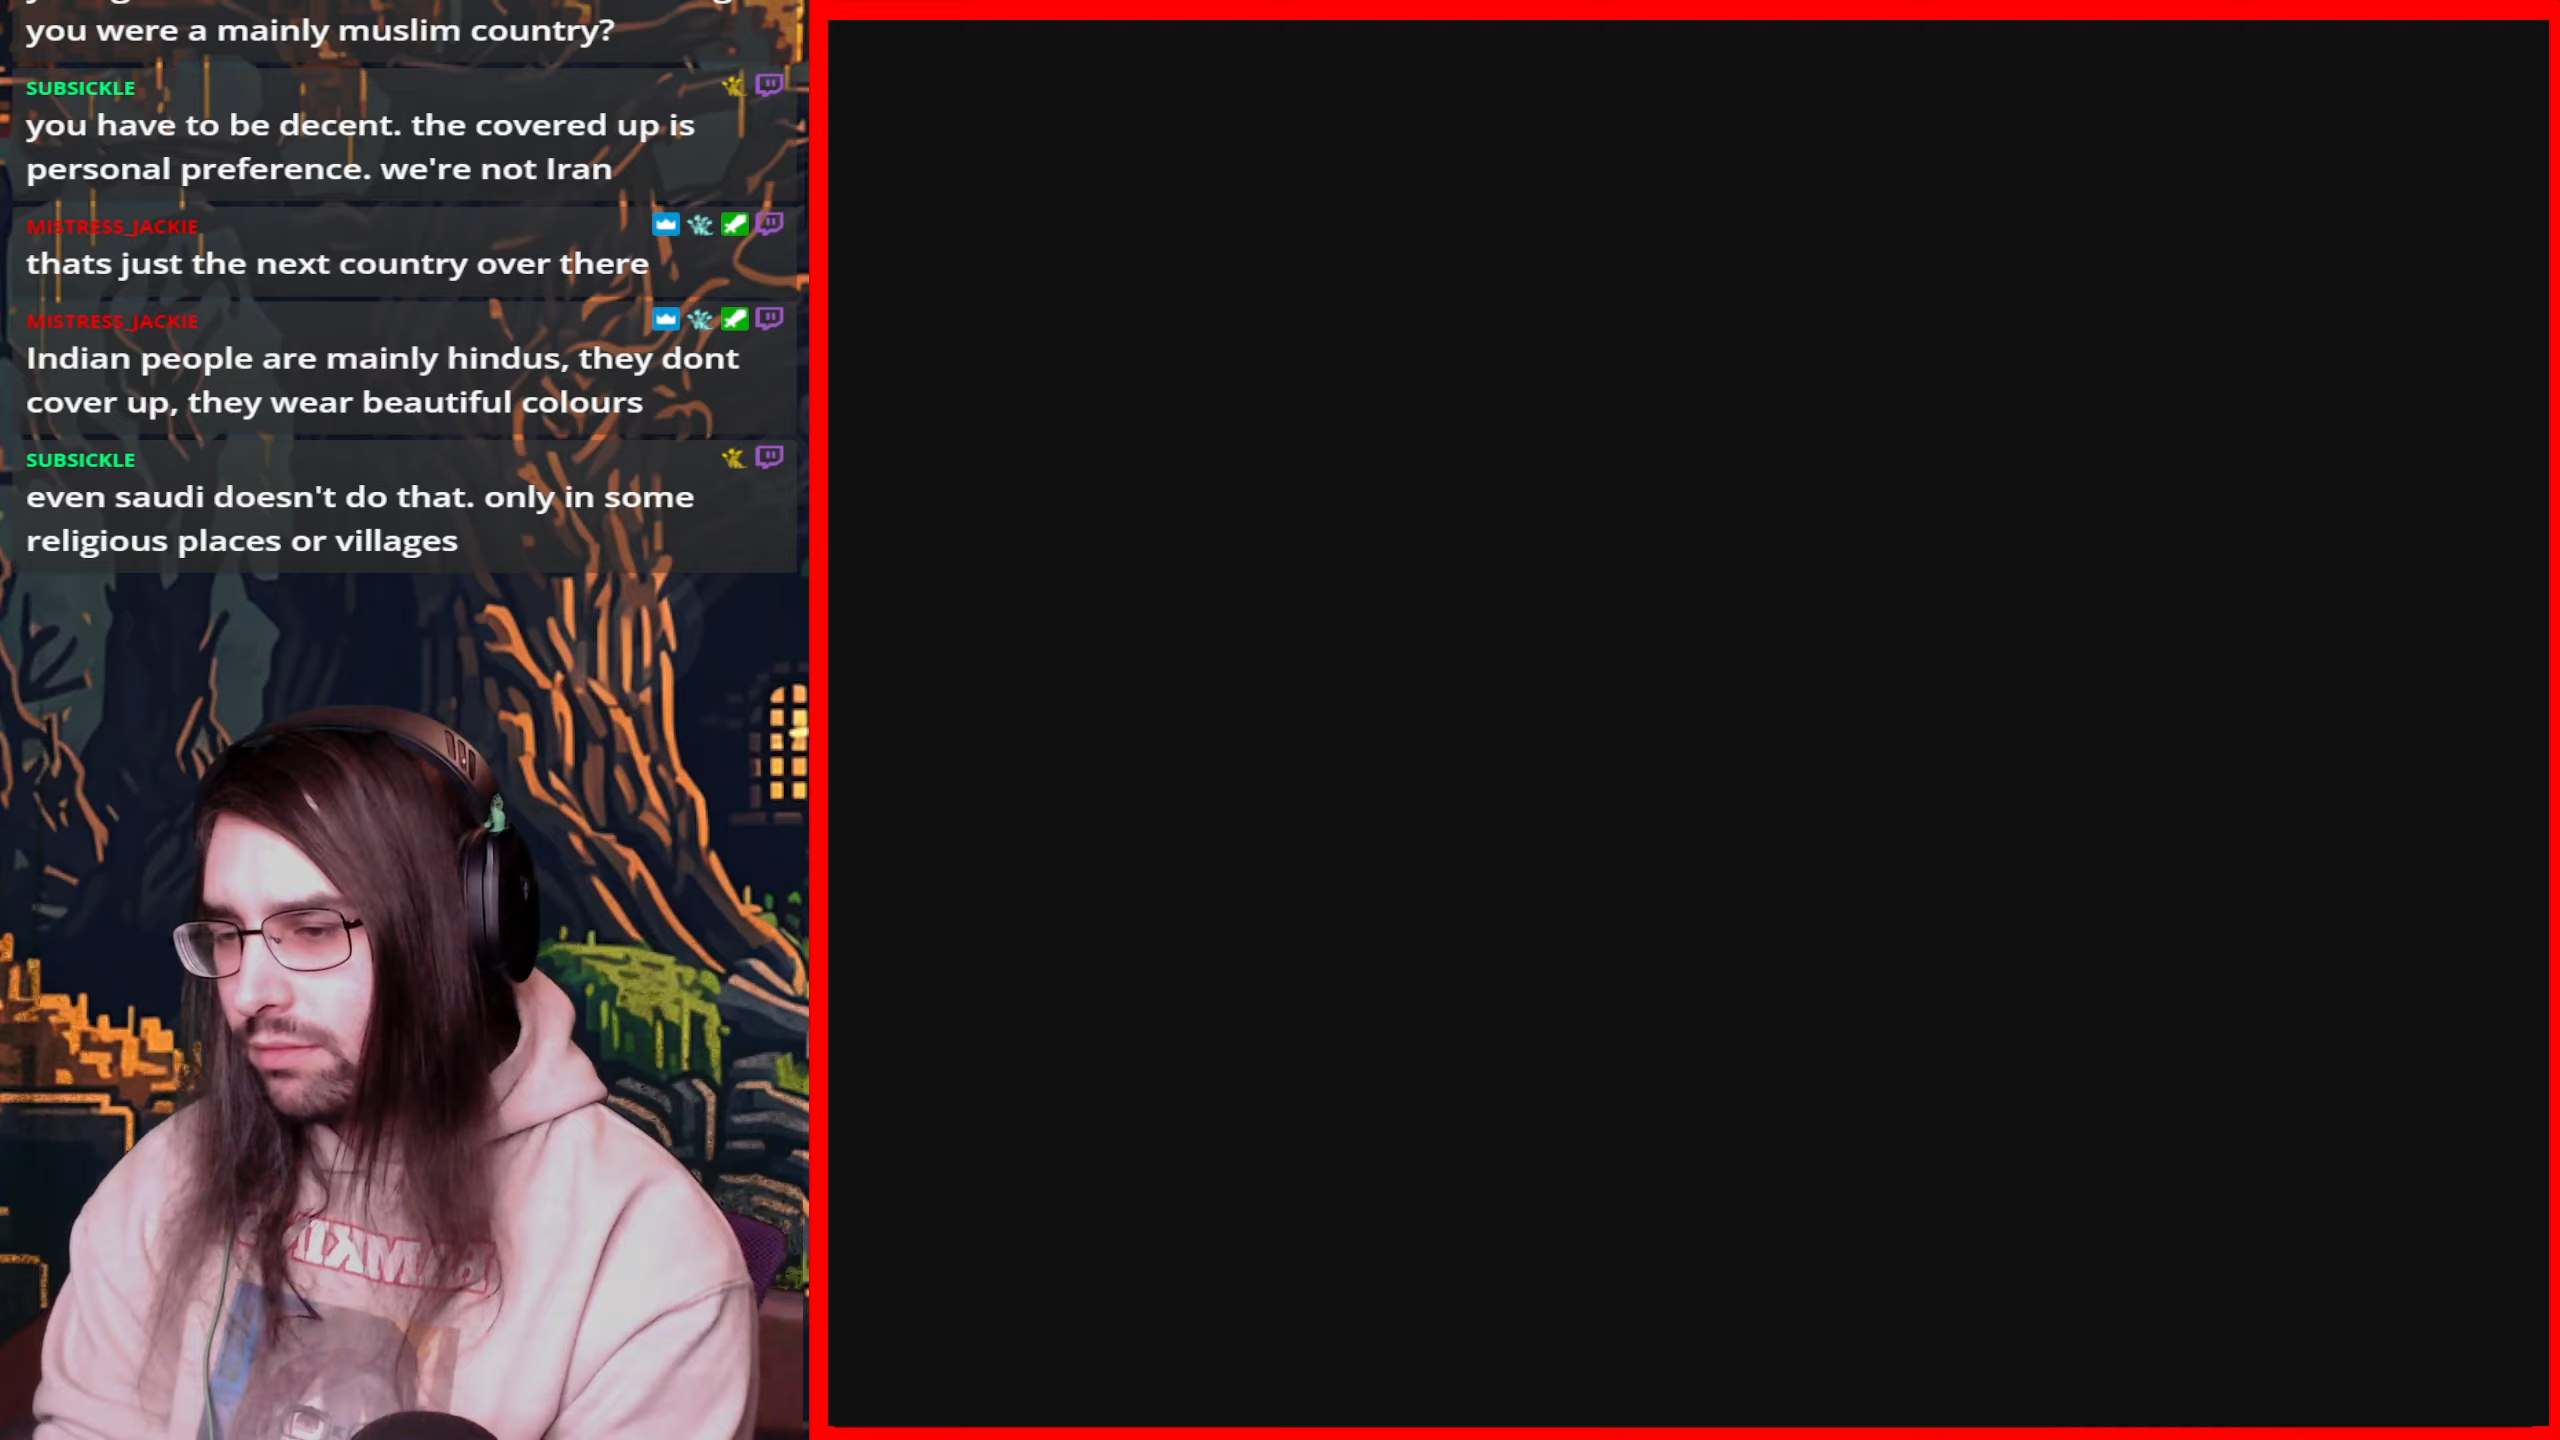 you were a mainly muslim country?
SUBSICKLE
you have to be decent. the covered up is
personal preference. we're not Iran
MISTRESS_JACKIE
thats just the next country over there
MISTRESS_JACKIE
Indian people are mainly hindus, they dont
cover up, they wear beautiful colours
SUBSICKLE
even saudi doesn't do that. only in some
religious places or villages